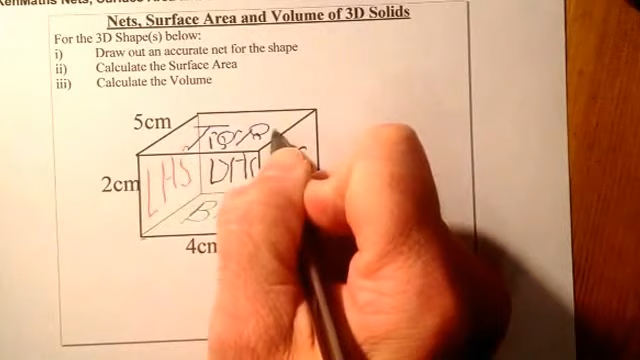 Nets, Surface Area and Volume of 3D Solids
For the 3D Shape(s) below:
i) Draw out an accurate net for the shape
ii) Calculate the Surface Area
iii) Calculate the Volume
5cm
TOP
2cm
LHS